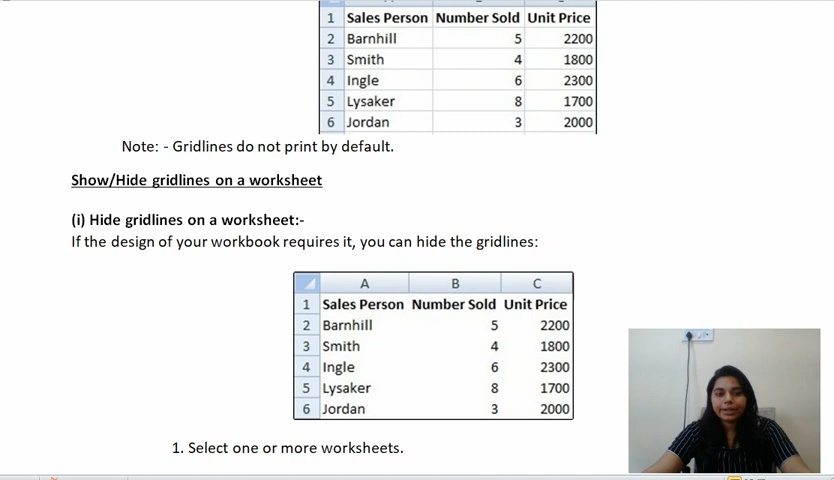 1 Sales Person Number Sold Unit Price
2 Barnhill 5 2200
3 Smith 4 1800
4 Ingle 6 2300
5 Lysaker 8 1700
6 Jordan 3 2000
Note: - Gridlines do not print by default.
Show/Hide gridlines on a worksheet
(i) Hide gridlines on a worksheet:-
If the design of your workbook requires it, you can hide the gridlines:
A B C
1 Sales Person Number Sold Unit Price
2 Barnhill 5 2200
3 Smith 4 1800
4 Ingle 6 2300
5 Lysaker 8 1700
6 Jordan 3 2000
1. Select one or more worksheets.